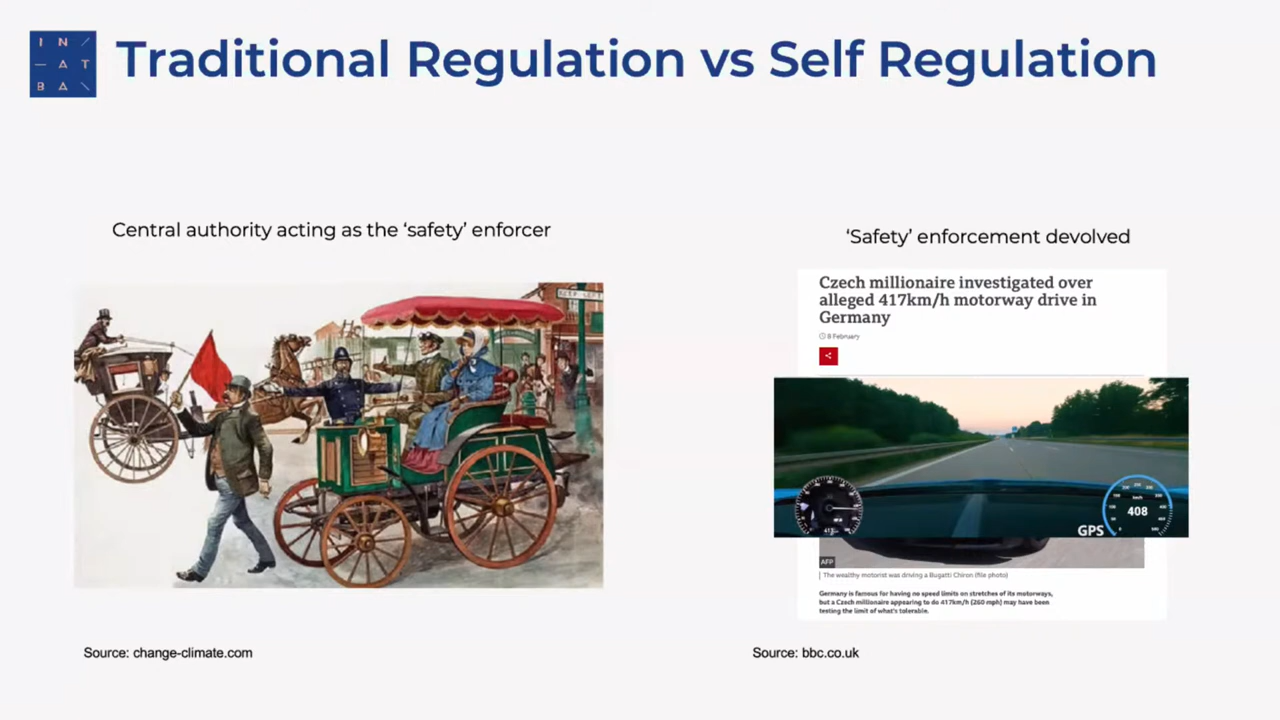 I N
A T
B A
Traditional Regulation vs Self Regulation
Central authority acting as the ‘safety’ enforcer
‘Safety’ enforcement devolved
Czech millionaire investigated over
alleged 417km/h motorway drive in
Germany
8 February
KEEP LEFT
408
GPS
AFP
The wealthy motorist was driving a Bugatti Chiron (file photo)
Germany is famous for having no speed limits on stretches of its motorways,
but a Czech millionaire appearing to do 417km/h (260 mph) may have been
testing the limit of what's tolerable.
Source: change-climate.com
Source: bbc.co.uk